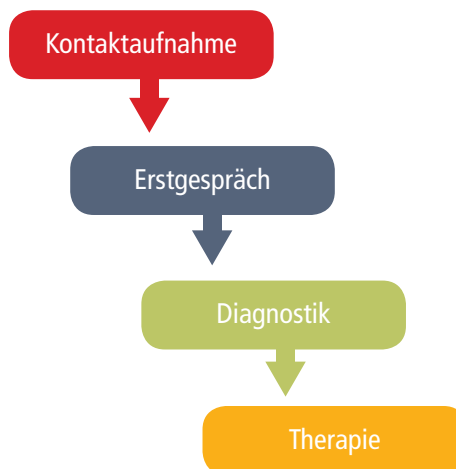 Kontaktaufnahme
Erstgespräch
Diagnostik
Therapie